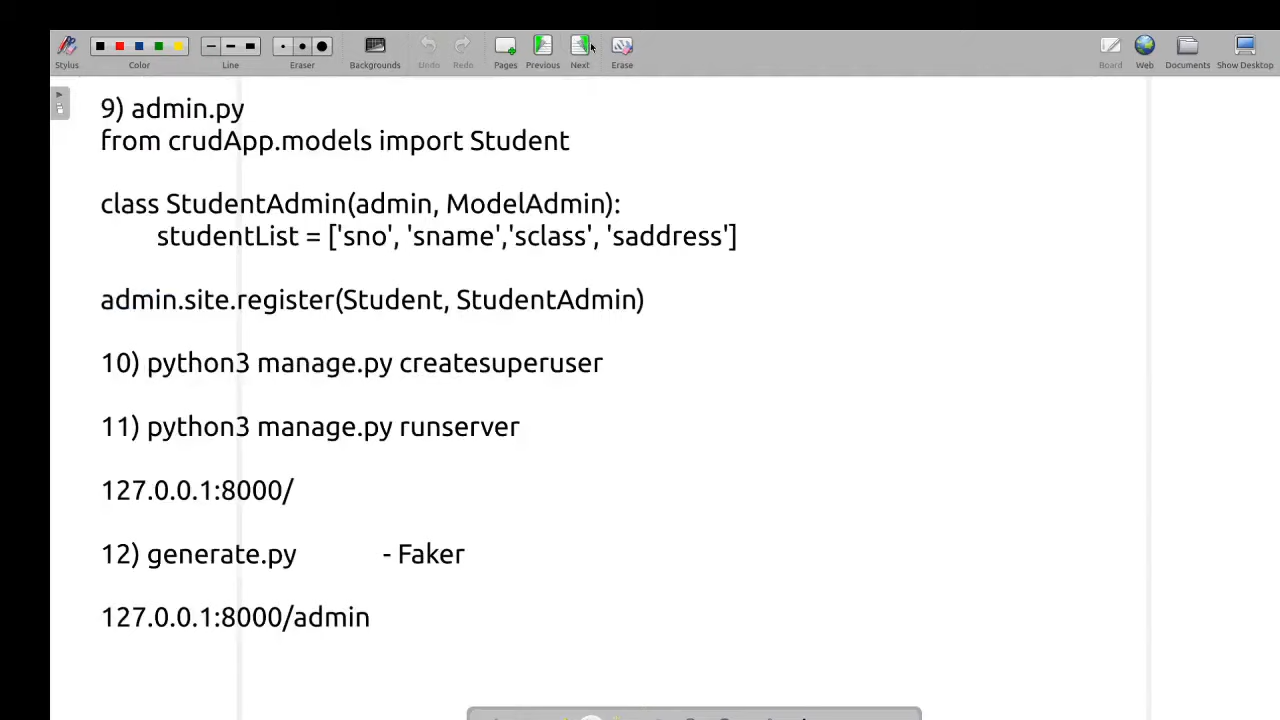 Stylus Color Line Eraser Backgrounds Undo Redo Pages Previous Next Erase Board Web Documents Show Desktop
9) admin.py
from crudApp.models import Student
class StudentAdmin(admin, ModelAdmin):
studentList = ['sno', 'sname','sclass', 'saddress']
admin.site.register(Student, StudentAdmin)
10) python3 manage.py createsuperuser
11) python3 manage.py runserver
127.0.0.1:8000/
12) generate.py - Faker
127.0.0.1:8000/admin